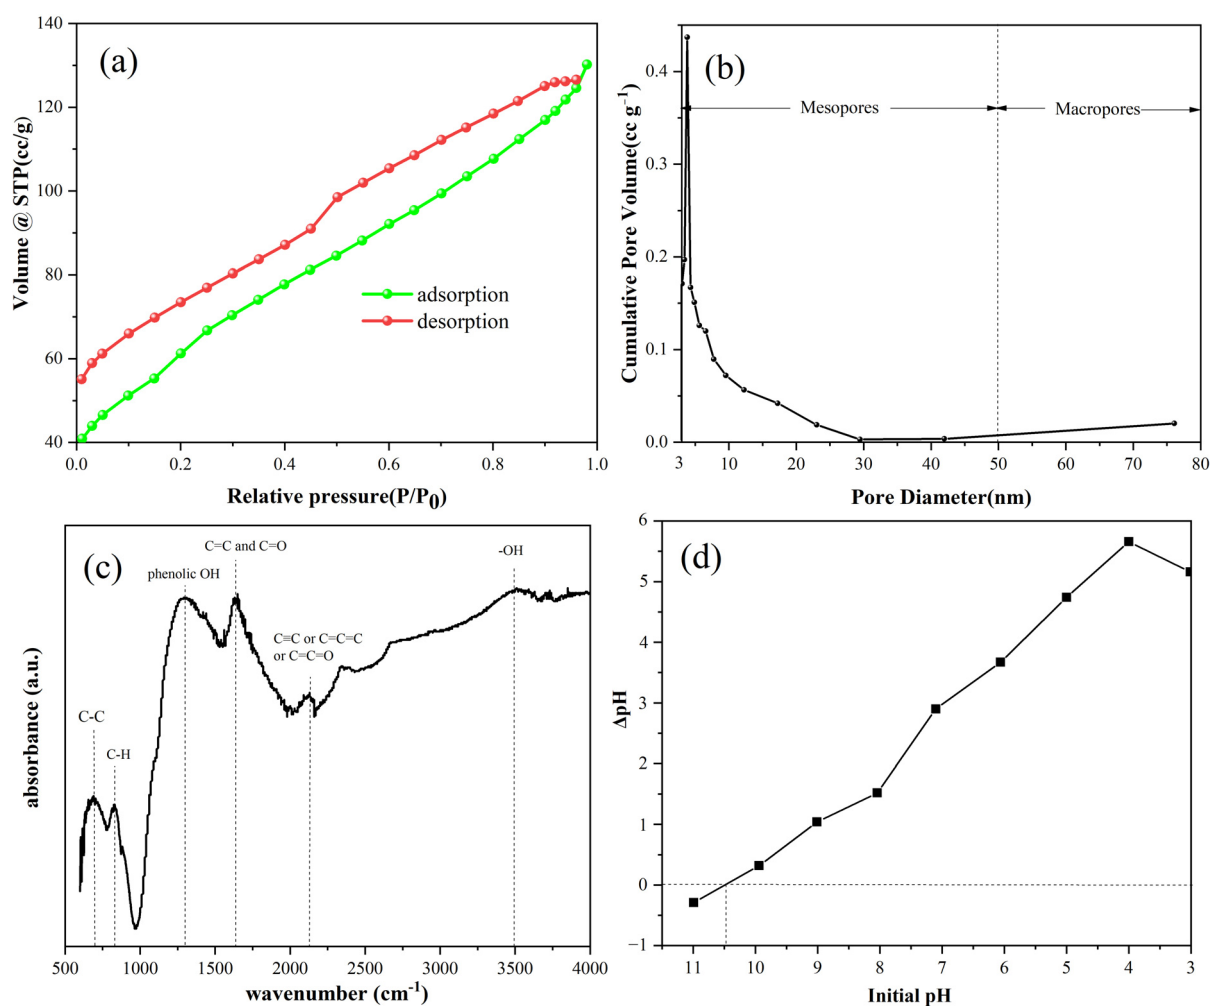 (a)
140
120
100
80
60
40
Volume @ STP(cc/g)
adsorption
desorption
0.0 0.2 0.4 0.6 0.8 1.0
Relative pressure(P/P₀)
(b)
Mesopores
Macropores
0.4
0.3
0.2
0.1
0.0
Cumulative Pore Volume(cc g⁻¹)
3 10 20 30 40 50 60 70 80
Pore Diameter(nm)
(c)
C=C and C=O
-OH
phenolic OH
C≡C or C=C=C
or C=C=O
C-C
C-H
absorbance (a.u.)
500 1000 1500 2000 2500 3000 3500 4000
wavenumber (cm⁻¹)
(d)
6
5
4
3
2
1
0
−1
ΔpH
11 10 9 8 7 6 5 4 3
Initial pH